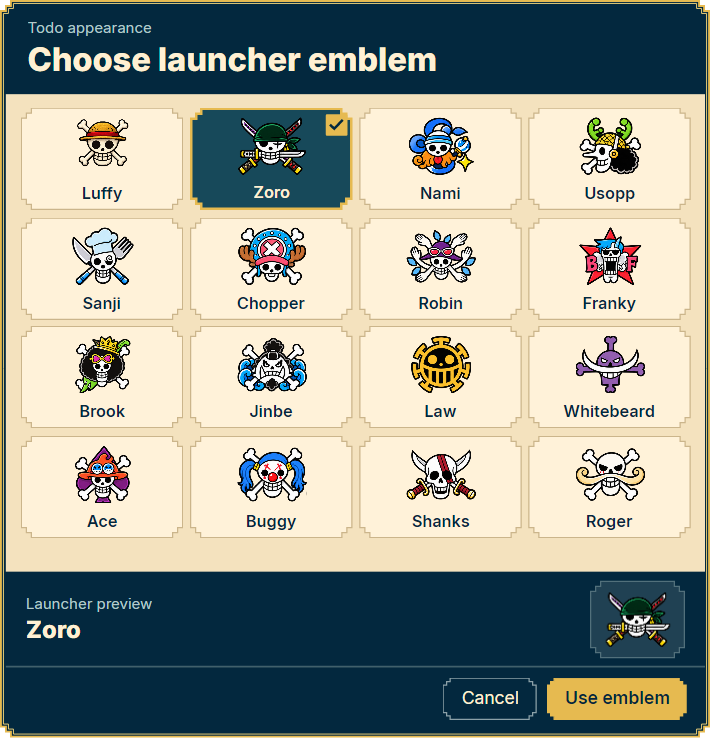 Todo appearance
Choose launcher emblem
Luffy
Zoro
Nami
Usopp
Sanji
Chopper
Robin
B F
Franky
Brook
Jinbe
Law
Whitebeard
Ace
Buggy
Shanks
Roger
Launcher preview
Zoro
Cancel
Use emblem